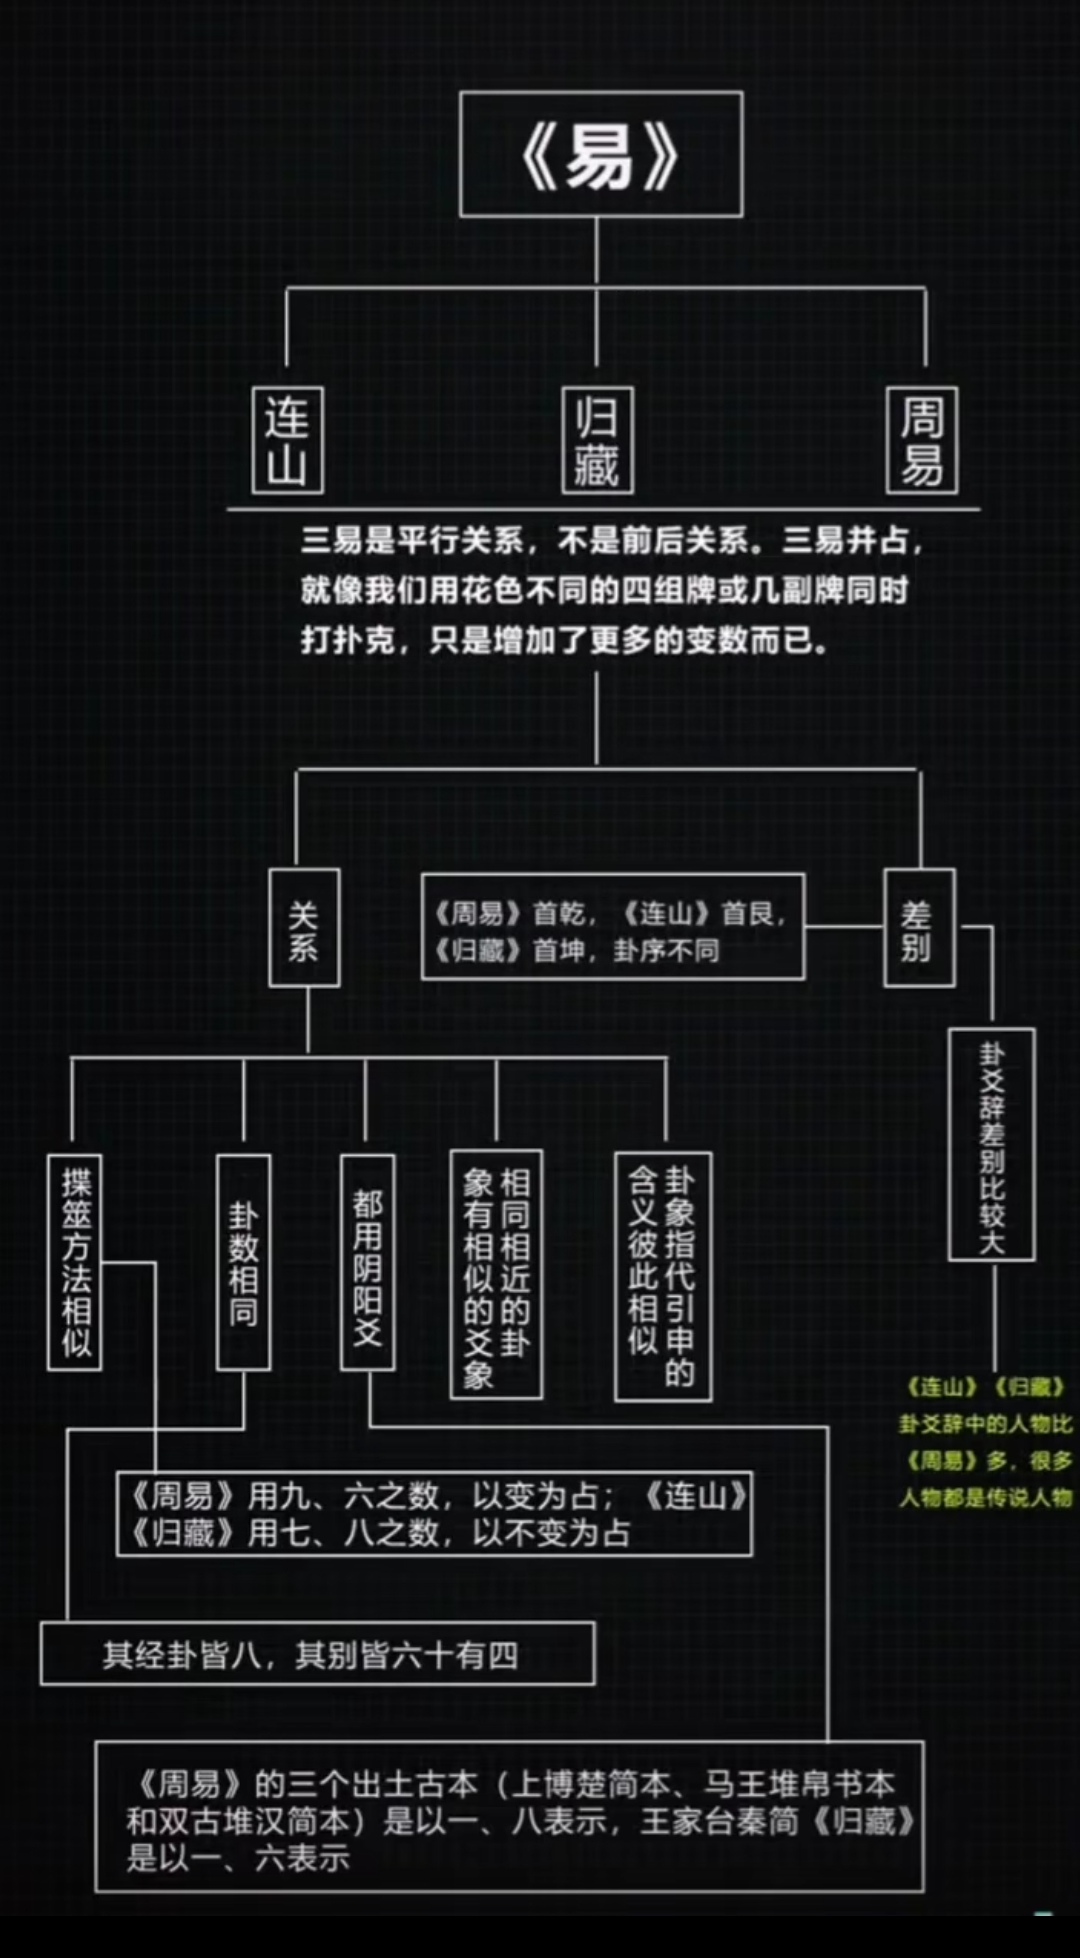 《易》
连山
归藏
周易
三易是平行关系，不是前后关系。三易并占，
就像我们用花色不同的四组牌或几副牌同时
打扑克，只是增加了更多的变数而已。
关系
《周易》首乾，《连山》首艮，
《归藏》首坤，卦序不同
差别
卦爻辞差别比较大
揲筮方法相似
卦数相同
都用阴阳爻
相同相近的卦
象有相似的爻象
卦象指代引申的
含义彼此相似
《连山》《归藏》
卦爻辞中的人物比
《周易》多，很多
人物都是传说人物
《周易》用九、六之数，以变为占；《连山》
《归藏》用七、八之数，以不变为占
其经卦皆八，其别皆六十有四
《周易》的三个出土古本（上博楚简本、马王堆帛书本
和双古堆汉简本）是以一、八表示，王家台秦简《归藏》
是以一、六表示